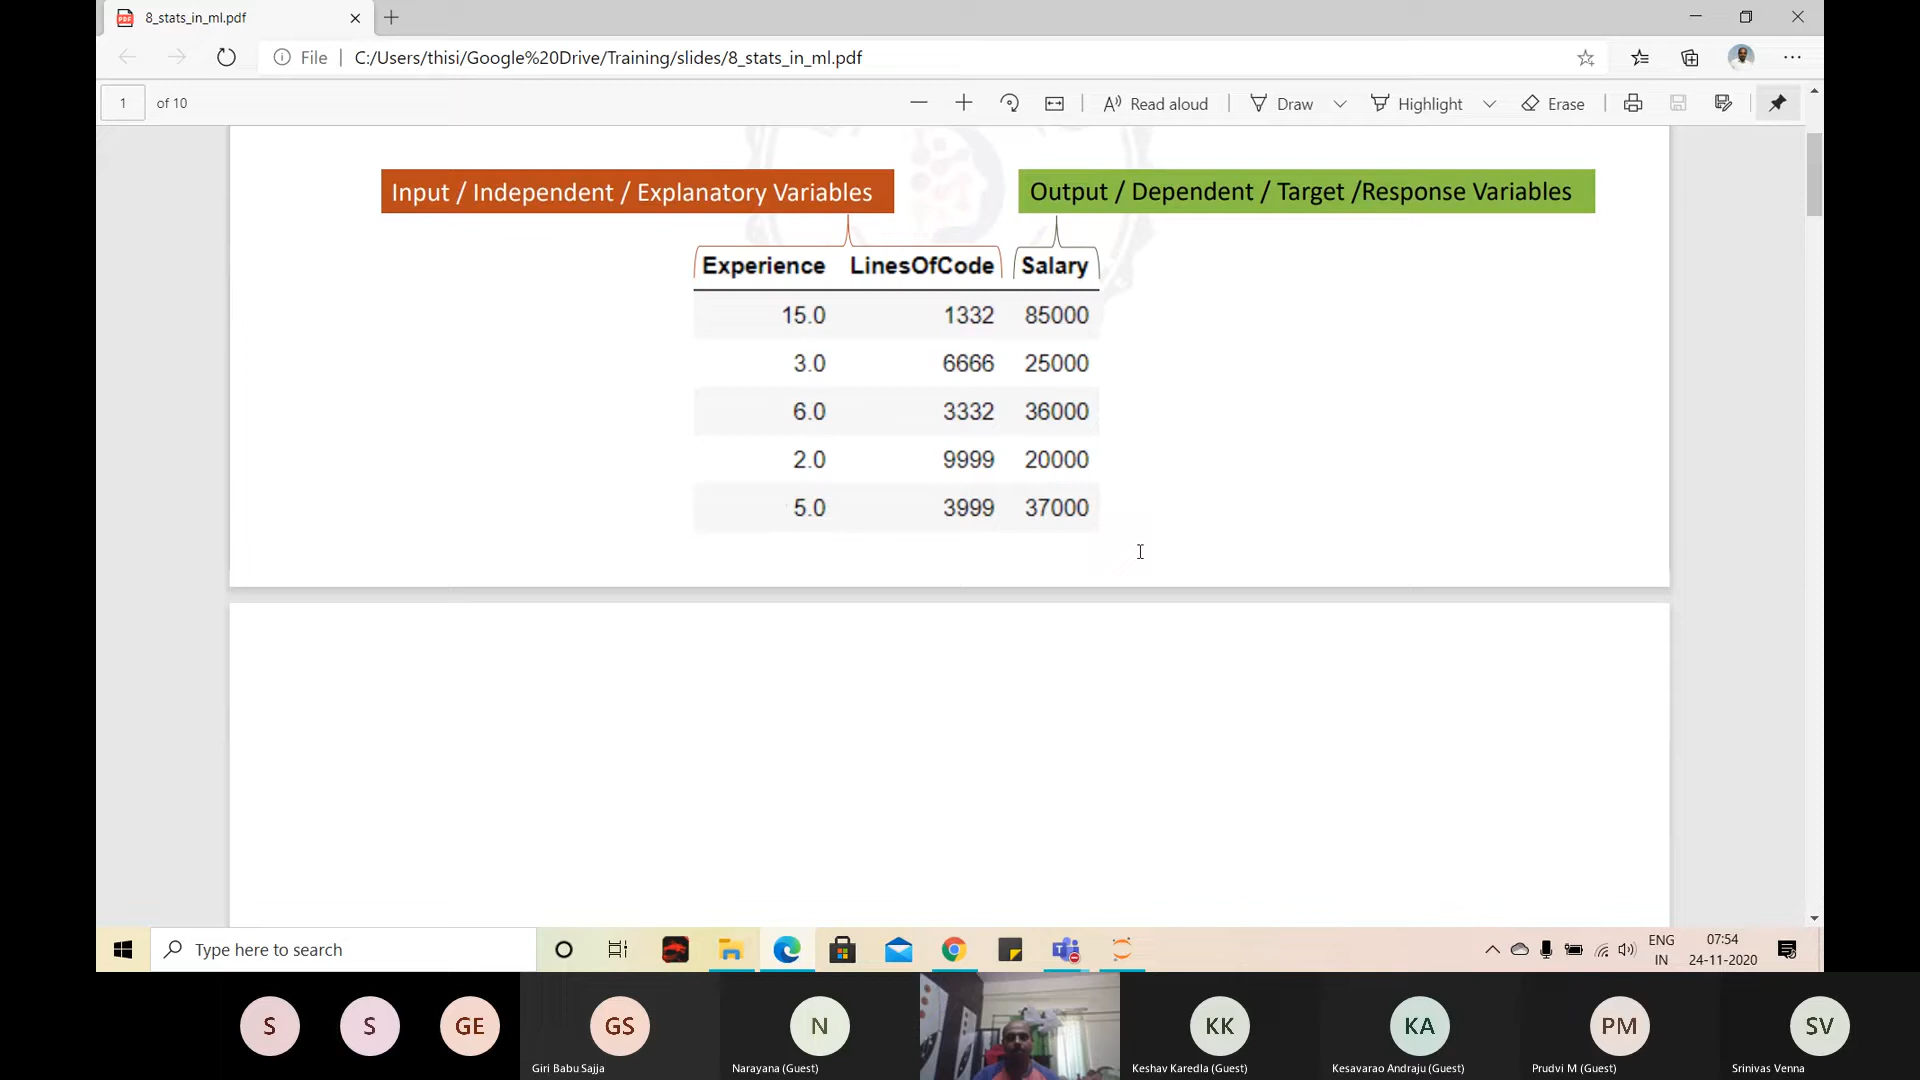 8_stats_in_ml.pdf
File
C:/Users/thisi/Google%20Drive/Training/slides/8_stats_in_ml.pdf
1 of 10
Read aloud
Draw
Highlight
Erase
Input / Independent / Explanatory Variables
Output / Dependent / Target /Response Variables
Experience LinesOfCode Salary
15.0 1332 85000
3.0 6666 25000
6.0 3332 36000
2.0 9999 20000
5.0 3999 37000
Type here to search
ENG
IN
07:54
24-11-2020
S
S
GE
GS
Giri Babu Sajja
N
Narayana (Guest)
KK
Keshav Karedla (Guest)
KA
Kesavarao Andraju (Guest)
PM
Prudvi M (Guest)
SV
Srinivas Venna